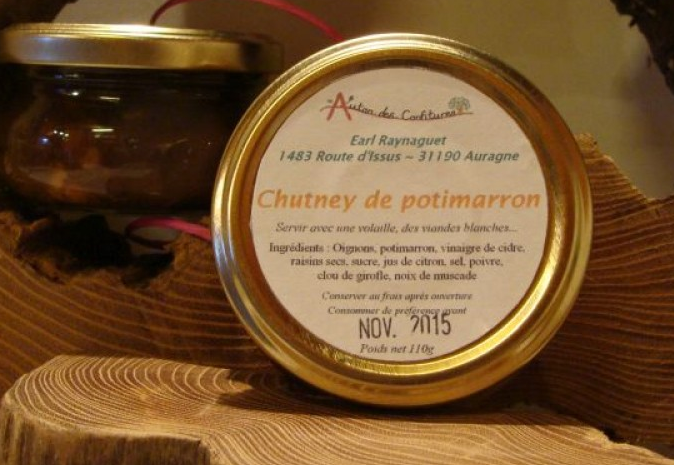 Autan des Confitures
Earl Raynaguet
1483 Route d'Issus ~ 31190 Auragne
Chutney de potimarron
Servir avec une volaille, des viandes blanches...
Ingrédients : Oignons, potimarron, vinaigre de cidre,
raisins secs, sucre, jus de citron, sel, poivre,
clou de girofle, noix de muscade
Conserver au frais après ouverture
Consommer de préférence avant
NOV. 2015
Poids net 110g